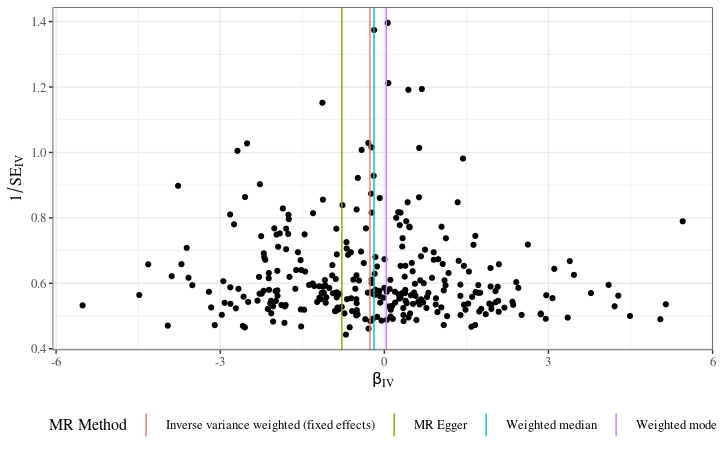 1.4
1.2
1.0
0.8
0.6
0.4
1/SE_IV
-6 -3 0 3 6
β_IV
MR Method Inverse variance weighted (fixed effects) MR Egger Weighted median Weighted mode